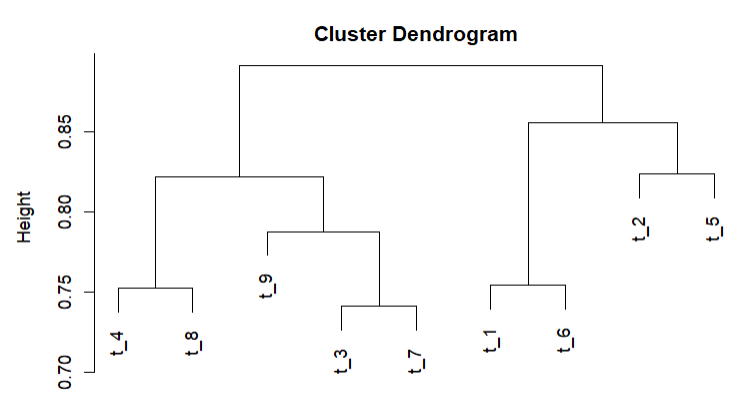 Cluster Dendrogram
Height
0.85
0.80
0.75
0.70
t_4
t_8
t_9
t_3
t_7
t_1
t_6
t_2
t_5